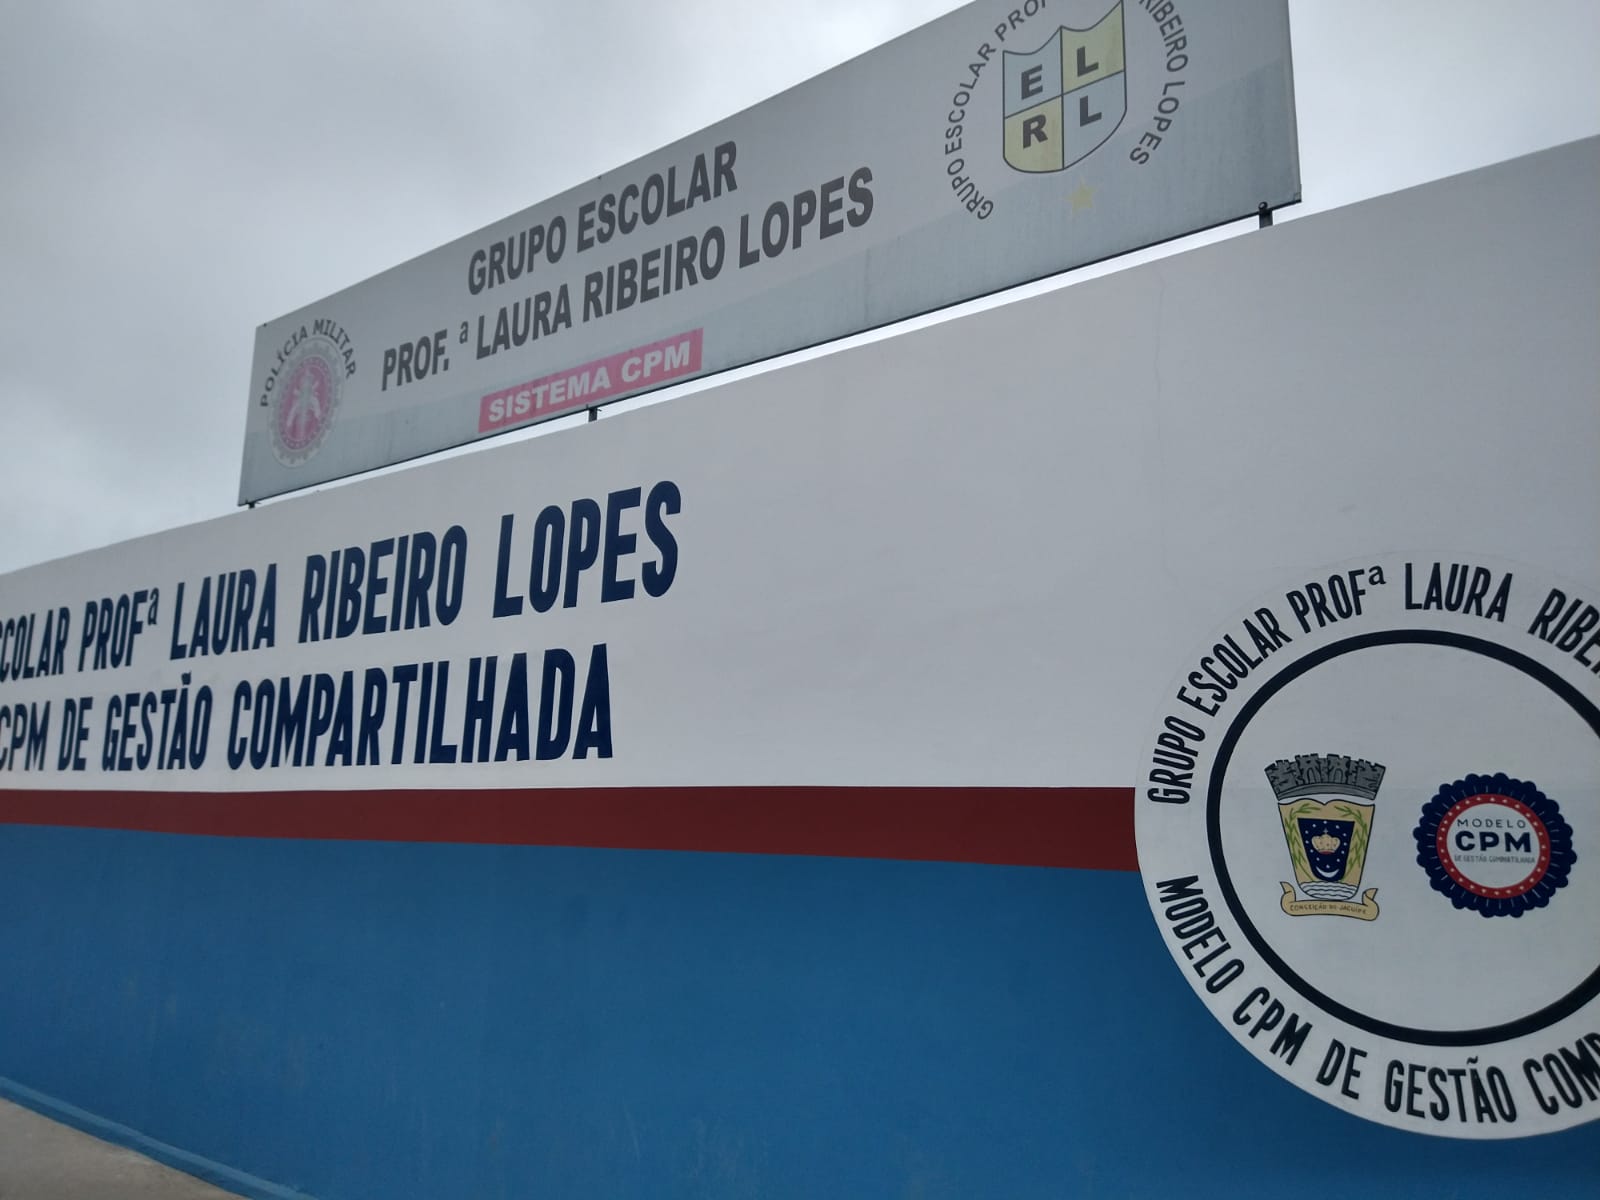 GRUPO ESCOLAR PROF
RIBEIRO LOPES
E L
R L
GRUPO ESCOLAR
PROF.ª LAURA RIBEIRO LOPES
SISTEMA CPM
POLÍCIA MILITAR
SCOLAR PROFª LAURA RIBEIRO LOPES
CPM DE GESTÃO COMPARTILHADA
GRUPO ESCOLAR PROFª LAURA RIBE
MODELO CPM DE GESTÃO COM
CONCEIÇÃO DO JACUÍPE
MODELO
CPM
DE GESTÃO COMPARTILHADA